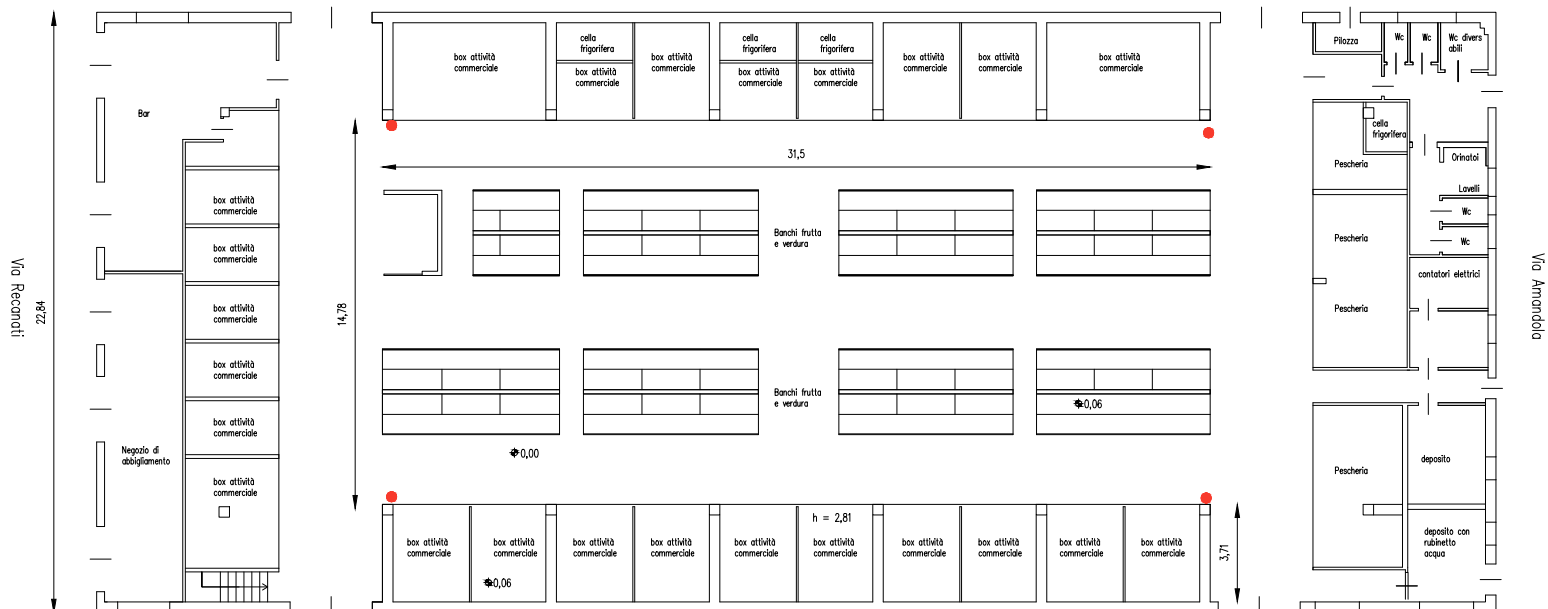 Via Recanati
22,84
Bar
box attività
commerciale
box attività
commerciale
box attività
commerciale
box attività
commerciale
box attività
commerciale
box attività
commerciale
Negozio di
abbigliamento
box attività
commerciale
cella
frigorifera
box attività
commerciale
box attività
commerciale
cella
frigorifera
box attività
commerciale
cella
frigorifera
box attività
commerciale
box attività
commerciale
box attività
commerciale
box attività
commerciale
31,5
14,78
Banchi frutta
e verdura
Banchi frutta
e verdura
0,06
0,00
h = 2,81
box attività
commerciale
box attività
commerciale
box attività
commerciale
box attività
commerciale
box attività
commerciale
box attività
commerciale
box attività
commerciale
box attività
commerciale
box attività
commerciale
box attività
commerciale
0,06
3,71
Pilozza
Wc
Wc
Wc divers
abili
cella
frigorifera
Pescheria
Orinatoi
Lavelli
Wc
Wc
Pescheria
contatori elettrici
Pescheria
Pescheria
deposito
deposito con
rubinetto
acqua
Via Amandola